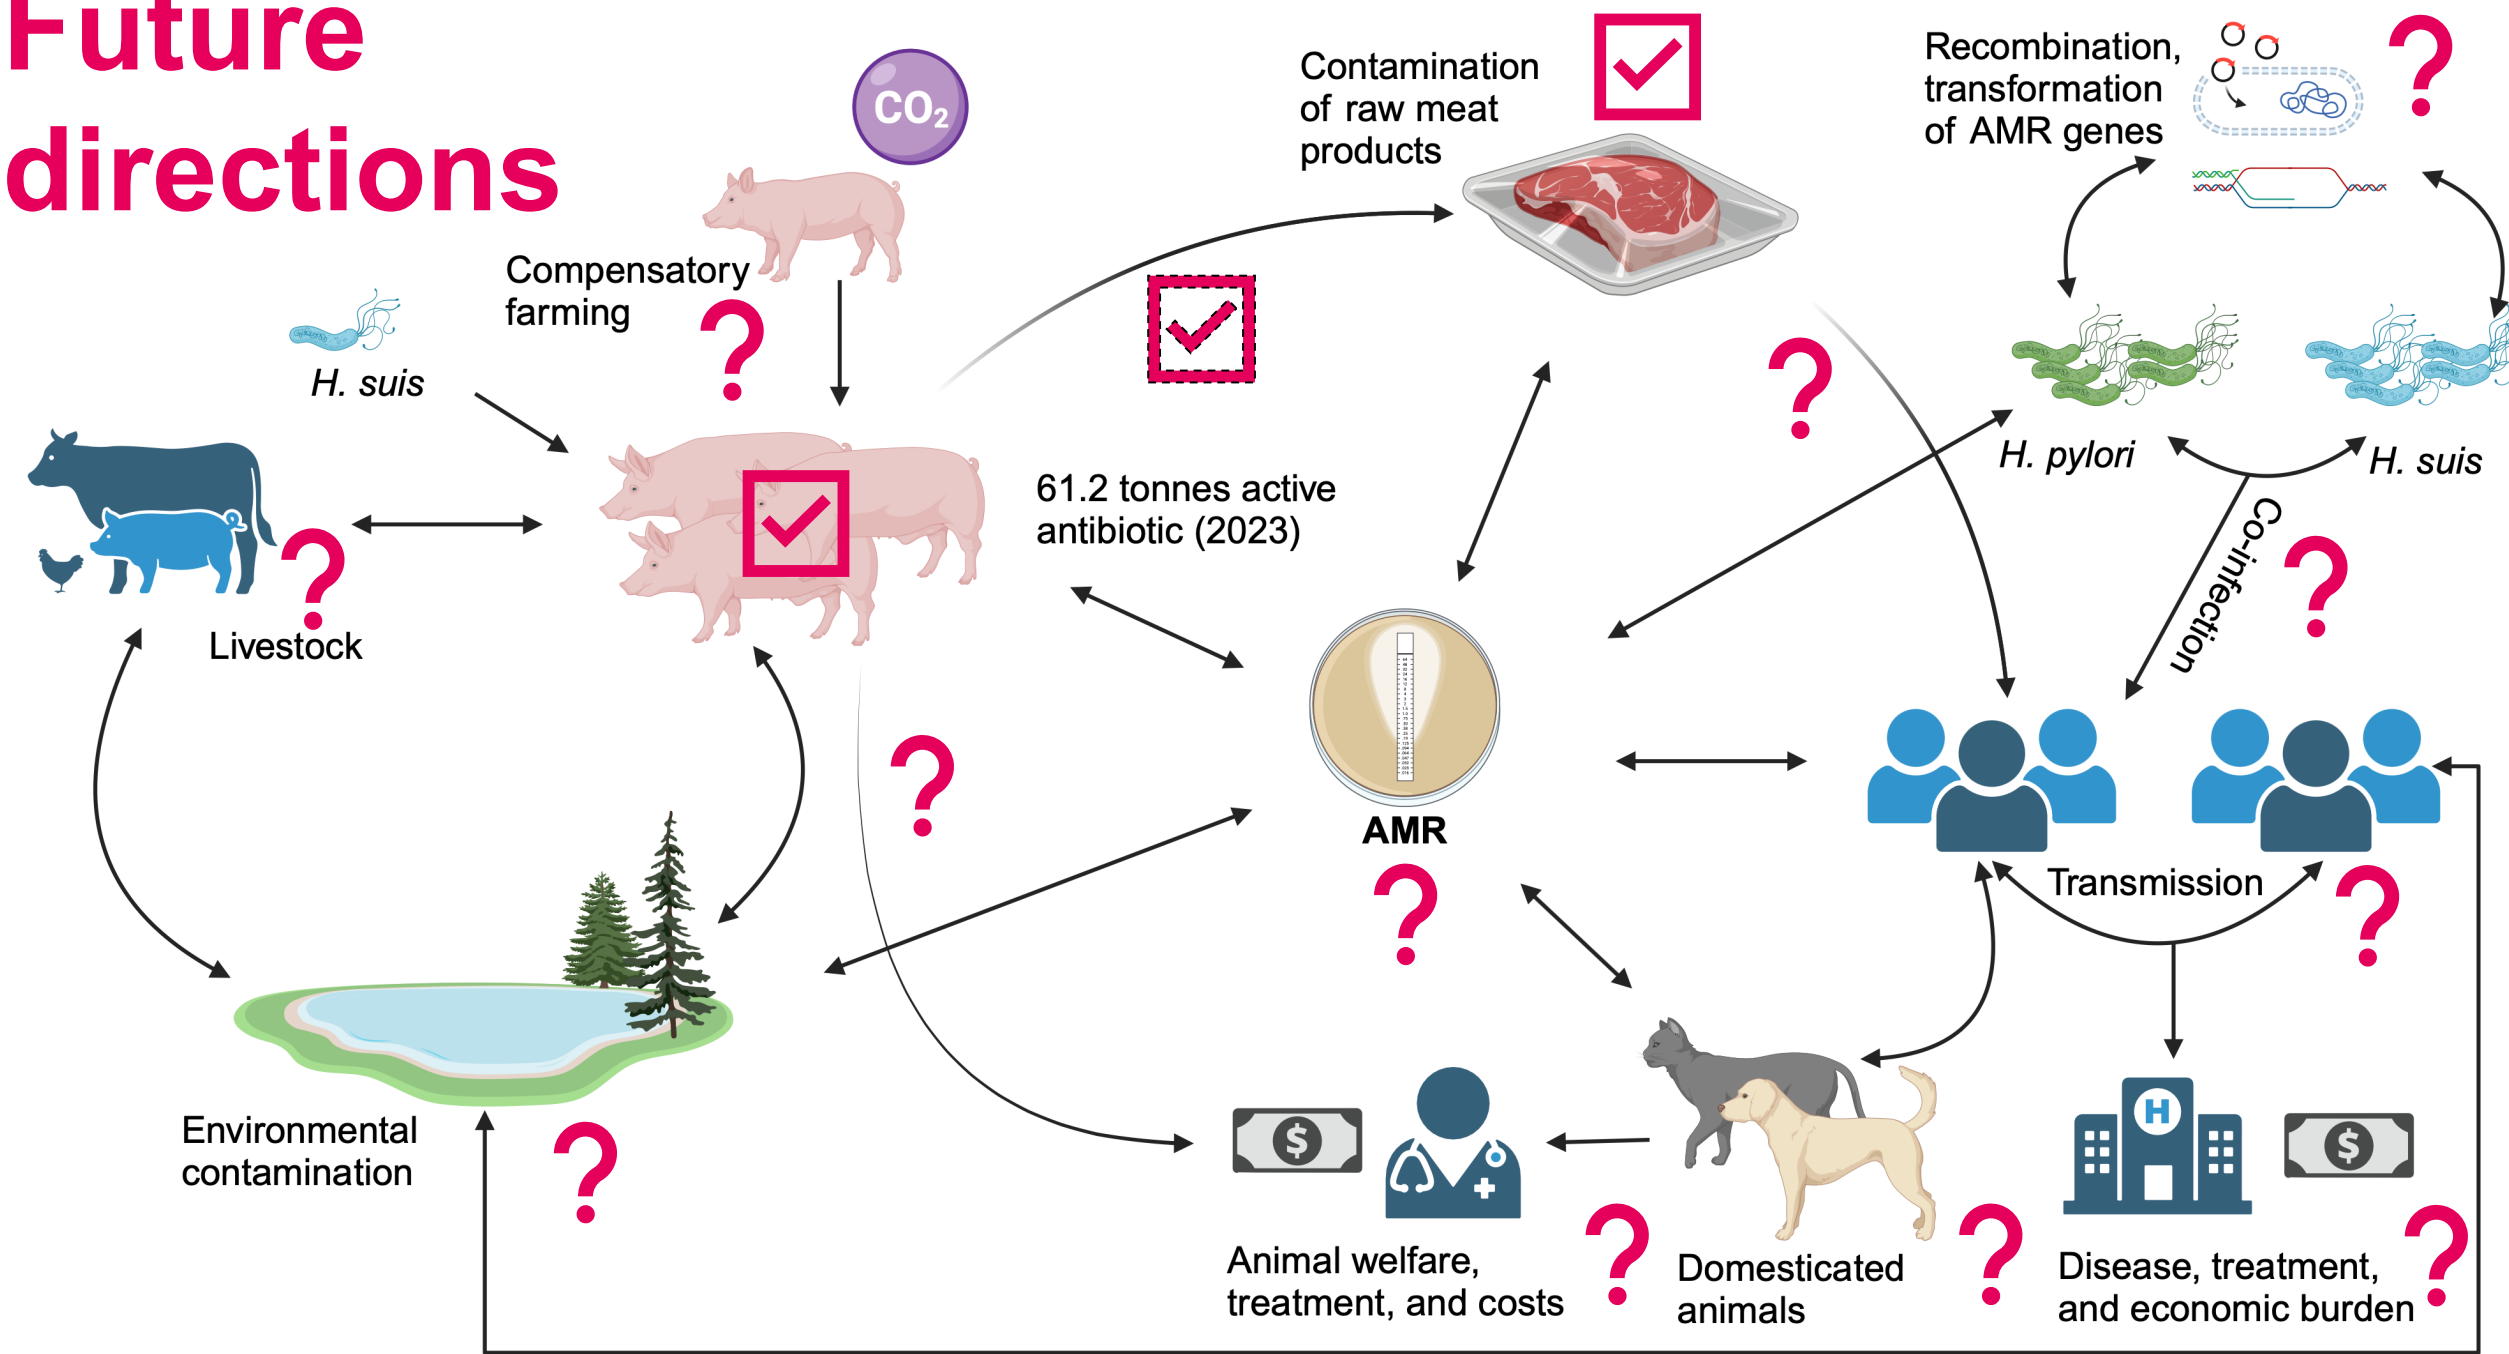 Future
directions
CO₂
Contamination
of raw meat
products
Recombination,
transformation
of AMR genes
Compensatory
farming
H. suis
H. pylori
H. suis
61.2 tonnes active
antibiotic (2023)
Co-infection
Livestock
AMR
Transmission
Environmental
contamination
H
$
$
Animal welfare,
treatment, and costs
Domesticated
animals
Disease, treatment,
and economic burden